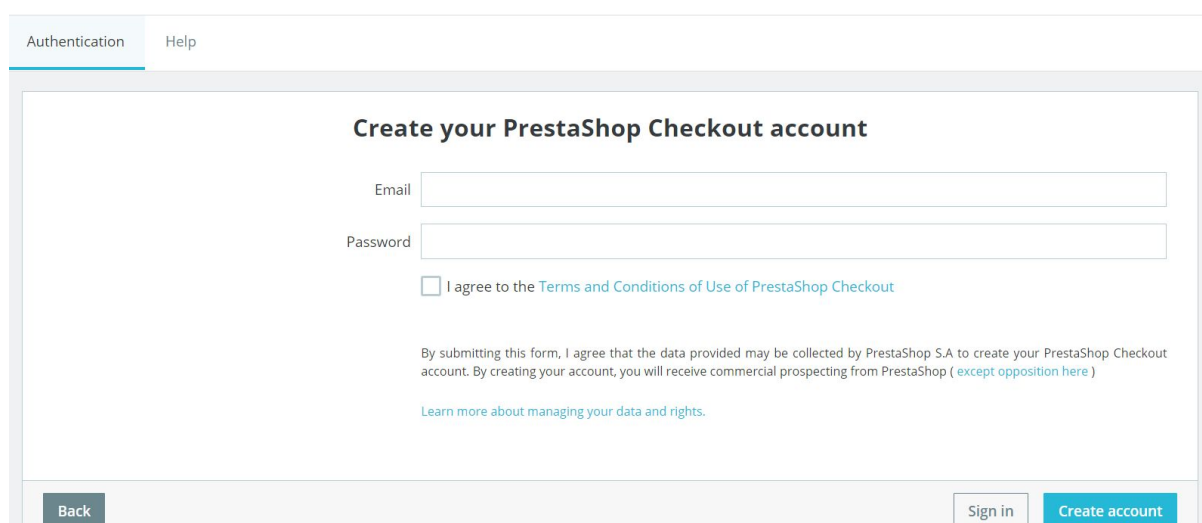 Authentication Help
Create your PrestaShop Checkout account
Email
Password
I agree to the Terms and Conditions of Use of PrestaShop Checkout
By submitting this form, I agree that the data provided may be collected by PrestaShop S.A to create your PrestaShop Checkout
account. By creating your account, you will receive commercial prospecting from PrestaShop ( except opposition here )
Learn more about managing your data and rights.
Back Sign in Create account